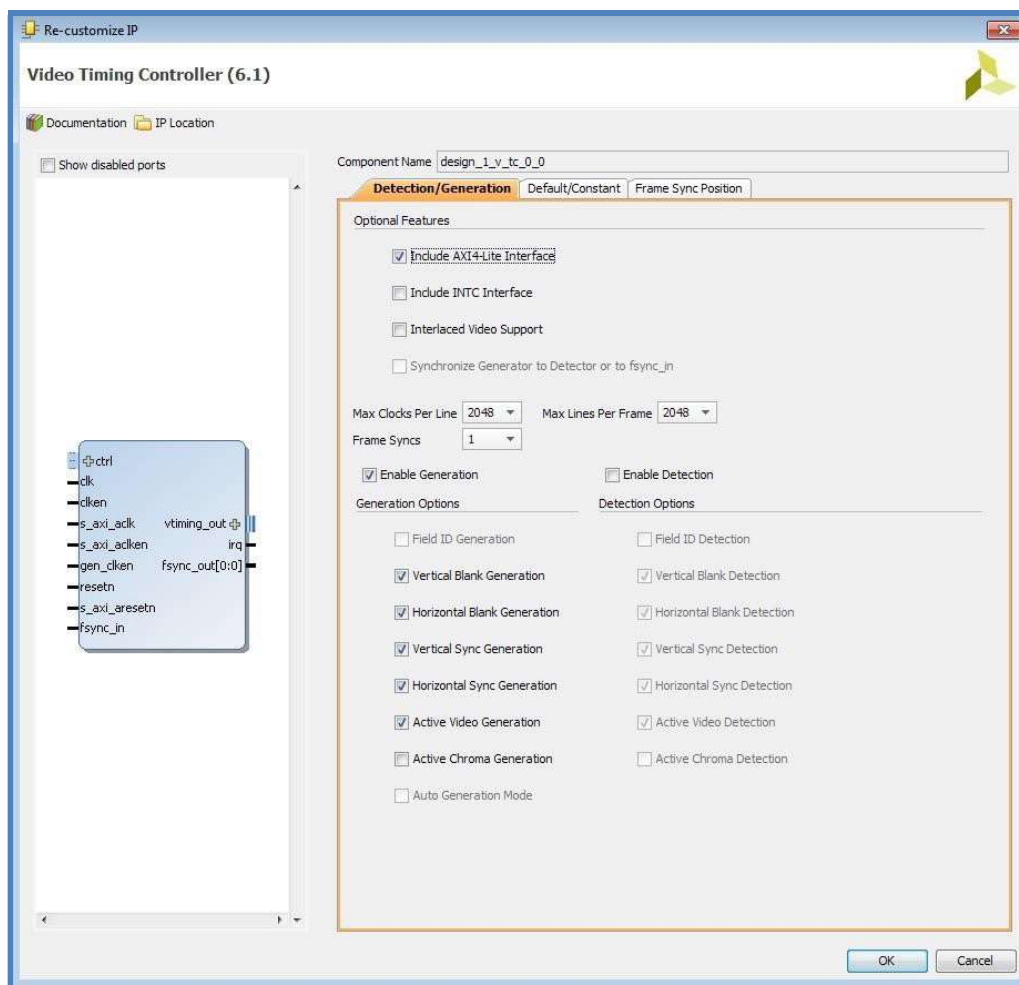 Re-customize IP
Video Timing Controller (6.1)
Documentation IP Location
Show disabled ports
ctrl
clk
clken
s_axi_aclk vtiming_out
s_axi_aclken irq
gen_clken fsync_out[0:0]
resetn
s_axi_aresetn
fsync_in
Component Name design_1_v_tc_0_0
Detection/Generation Default/Constant Frame Sync Position
Optional Features
Include AXI4-Lite Interface
Include INTC Interface
Interlaced Video Support
Synchronize Generator to Detector or to fsync_in
Max Clocks Per Line 2048 Max Lines Per Frame 2048
Frame Syncs 1
Enable Generation Enable Detection
Generation Options Detection Options
Field ID Generation Field ID Detection
Vertical Blank Generation Vertical Blank Detection
Horizontal Blank Generation Horizontal Blank Detection
Vertical Sync Generation Vertical Sync Detection
Horizontal Sync Generation Horizontal Sync Detection
Active Video Generation Active Video Detection
Active Chroma Generation Active Chroma Detection
Auto Generation Mode
OK Cancel